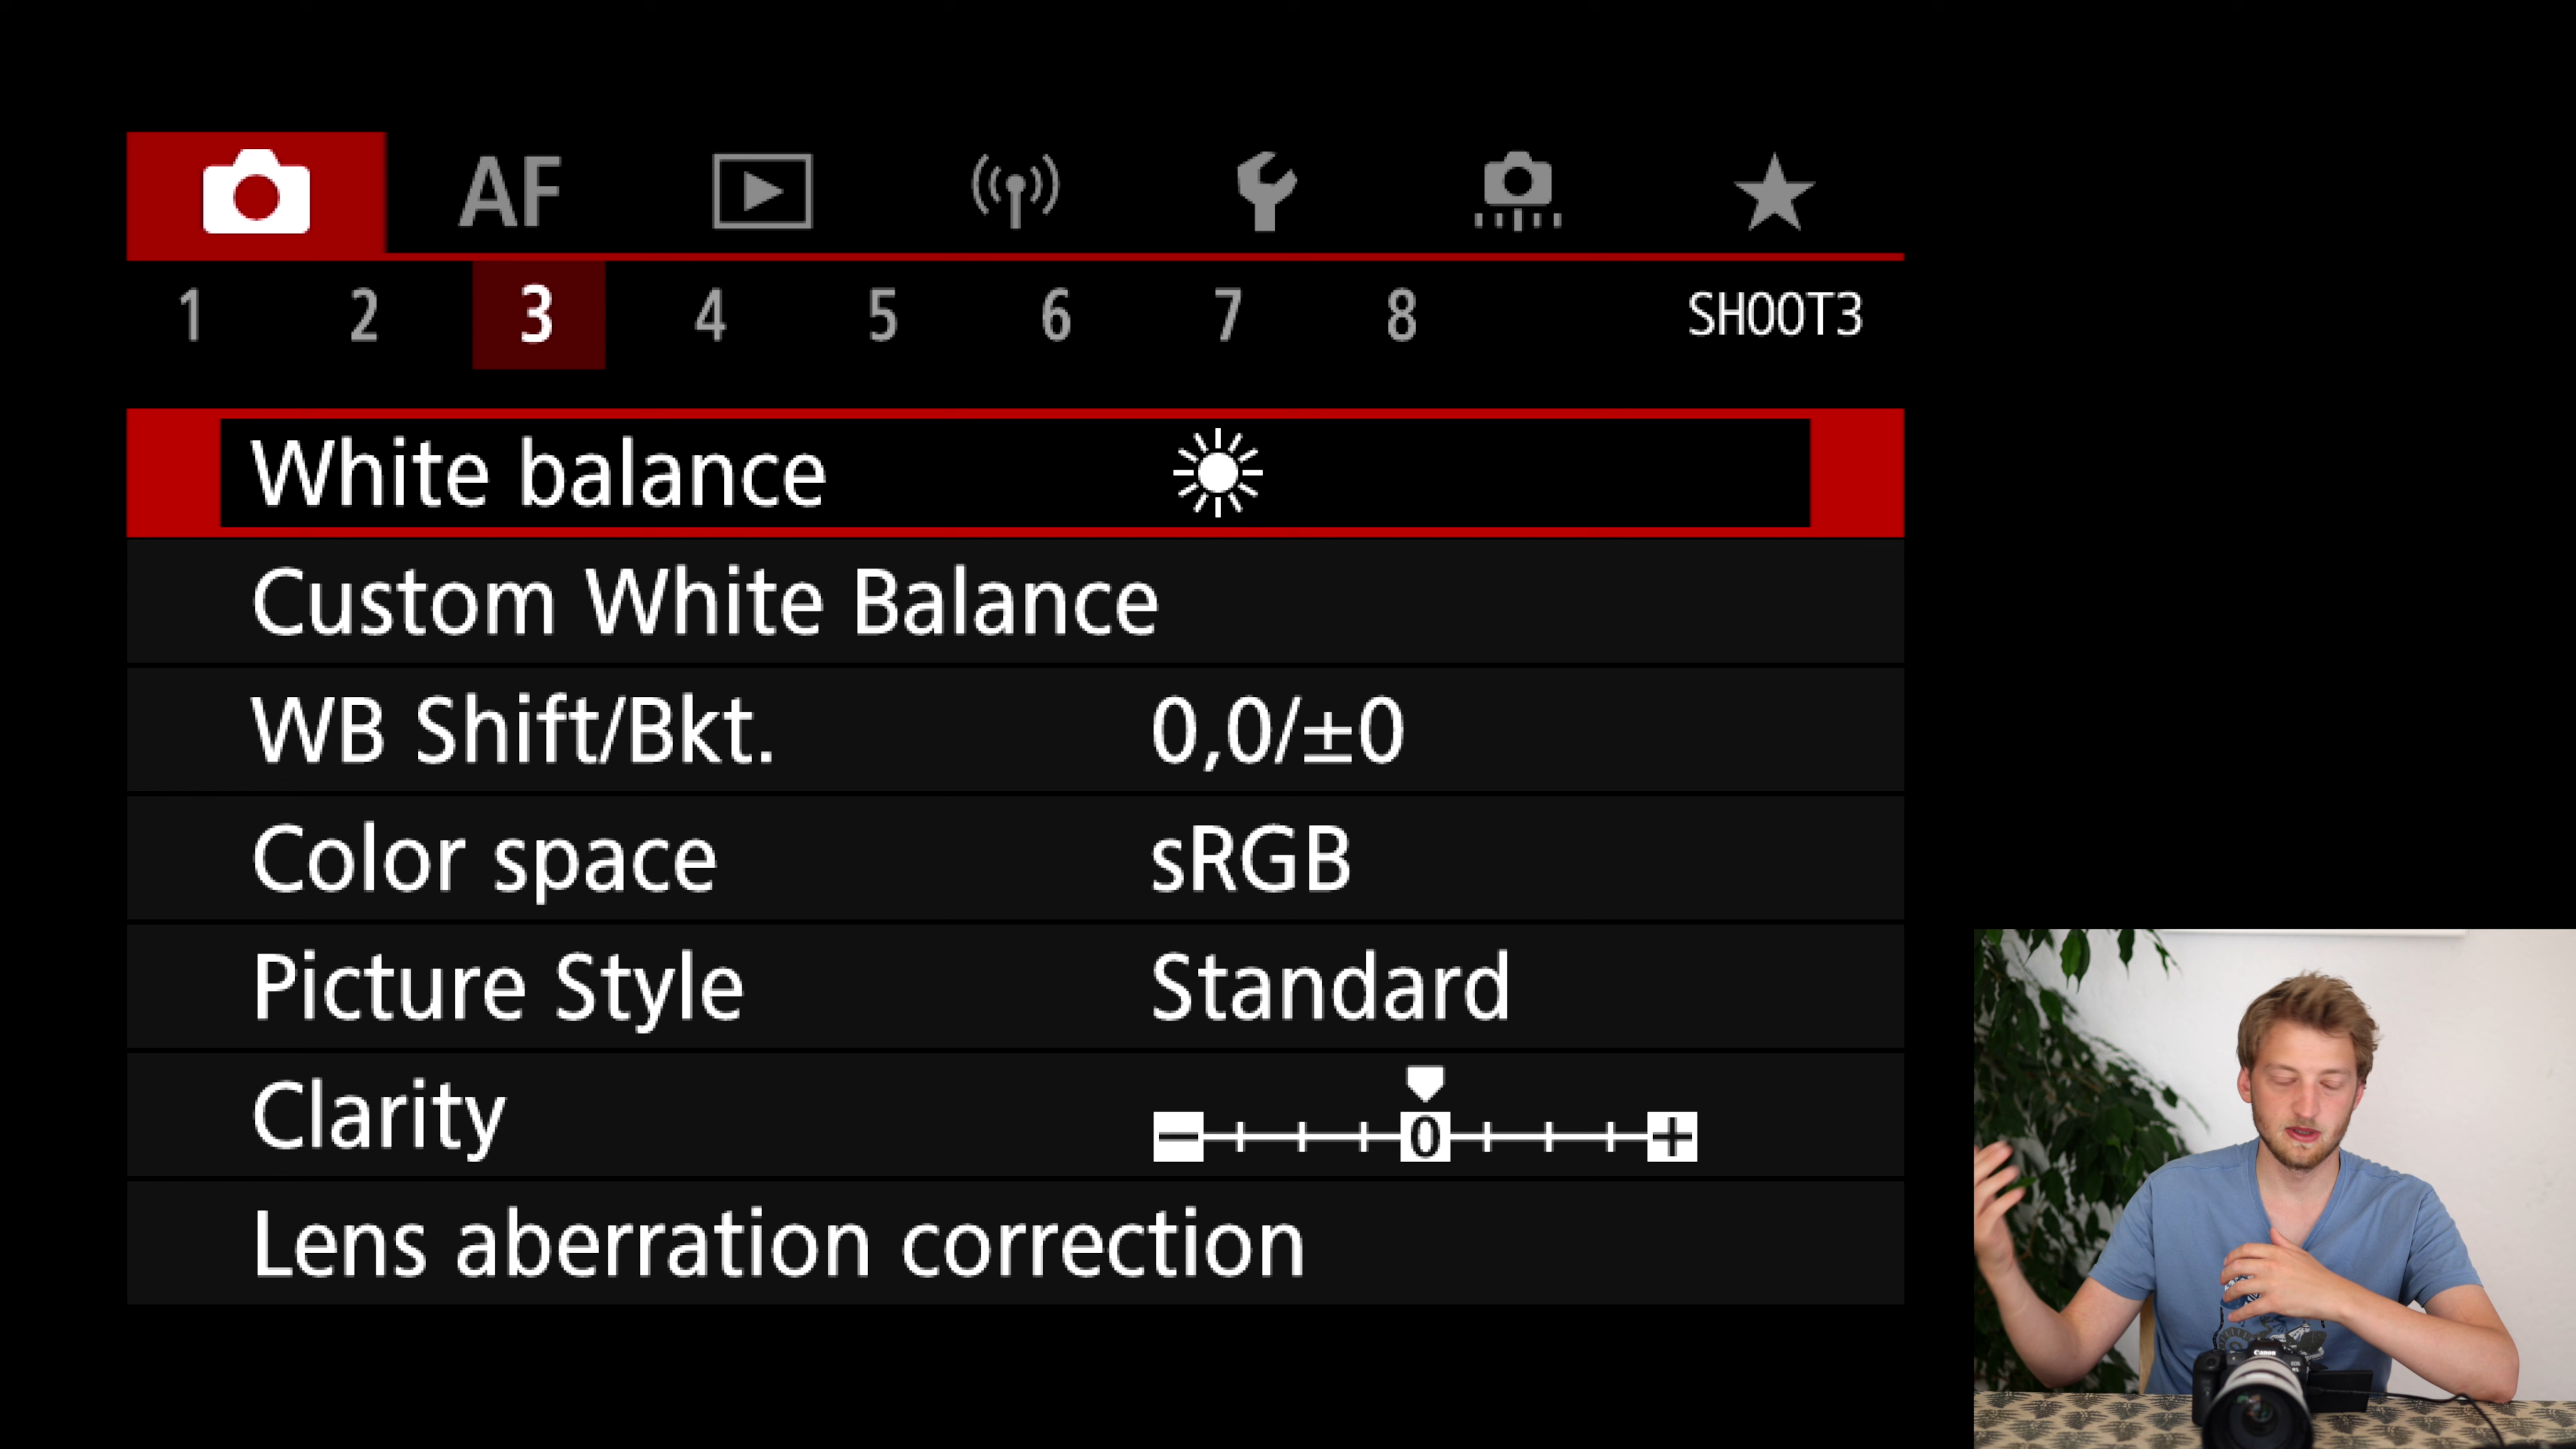 AF
1 2 3 4 5 6 7 8 SHOOT3
White balance
Custom White Balance
WB Shift/Bkt. 0,0/±0
Color space sRGB
Picture Style Standard
Clarity − 0 +
Lens aberration correction
Canon